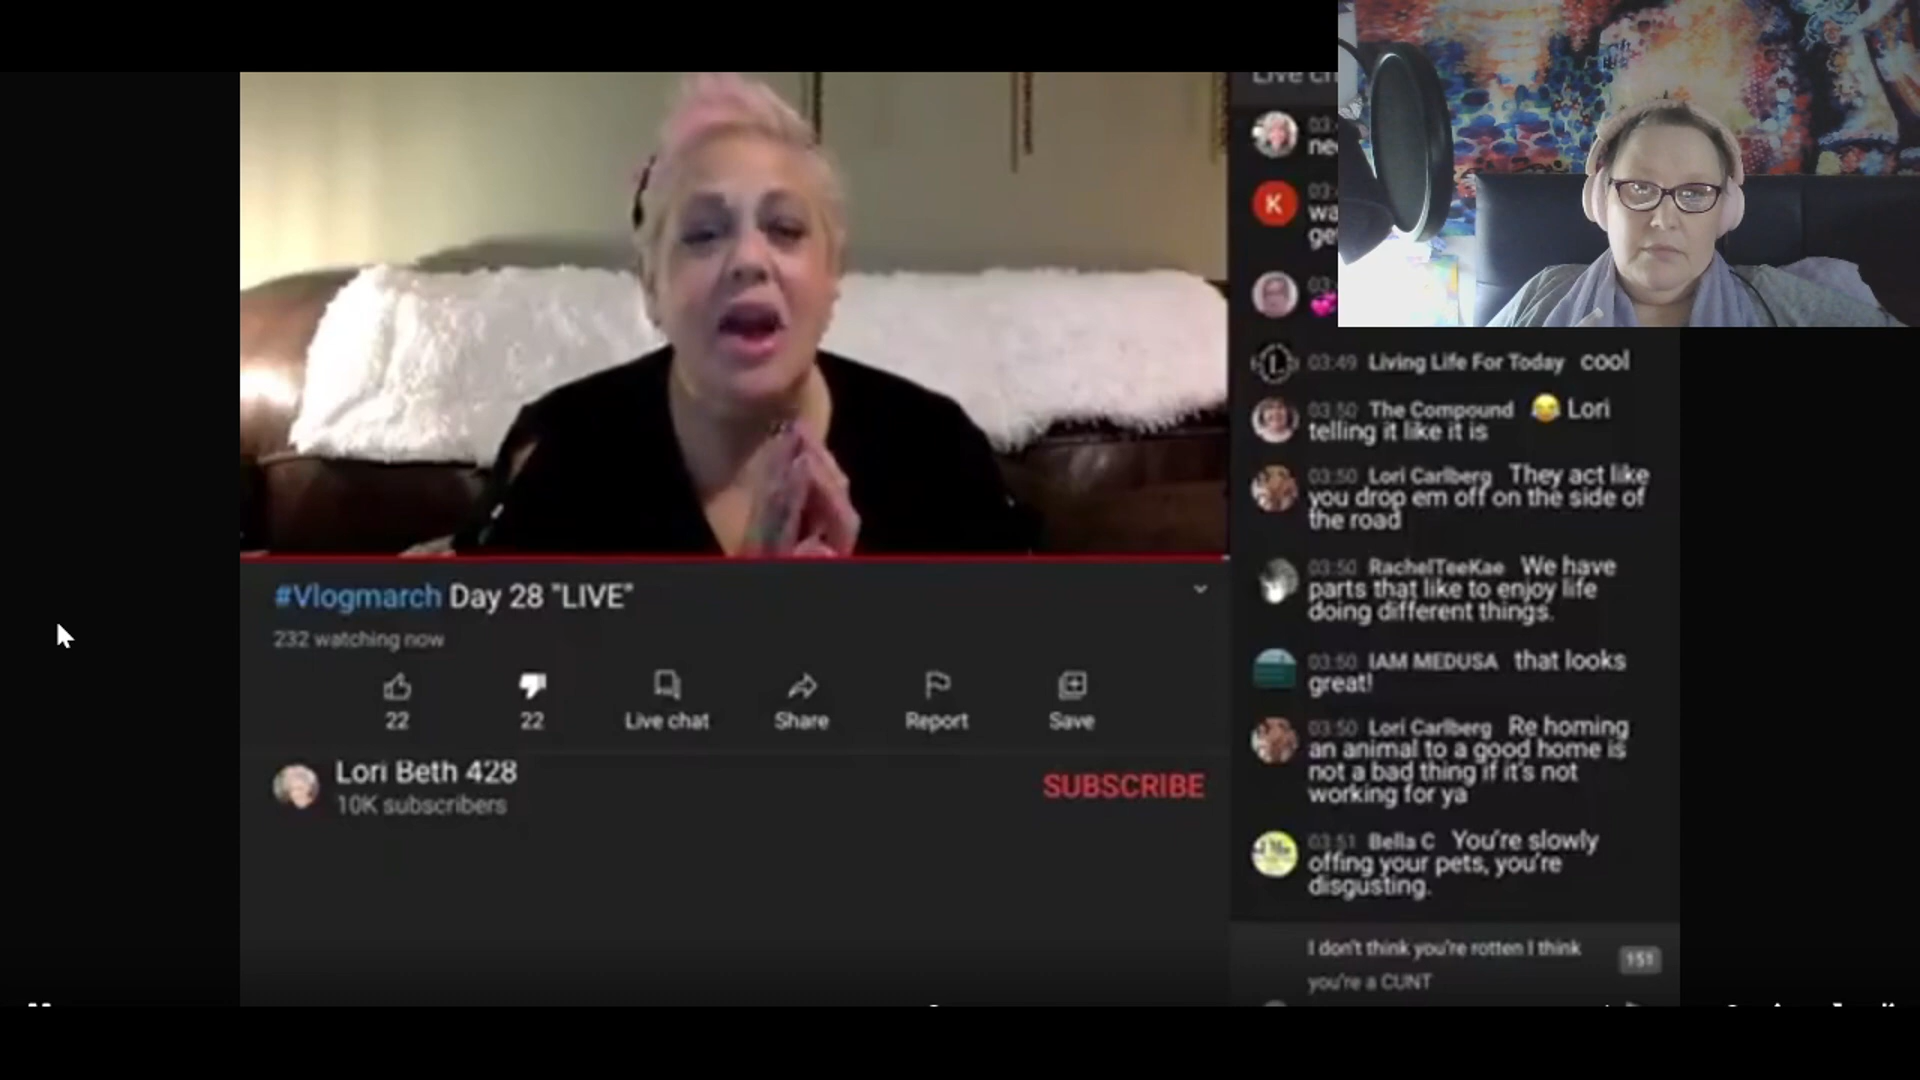 #Vlogmarch Day 28 "LIVE"
232 watching now
22
22
Live chat
Share
Report
Save
Lori Beth 428
10K subscribers
SUBSCRIBE
Live ch
03:
03:
03:
K
03:49 Living Life For Today cool
03:50 The Compound 😂 Lori
telling it like it is
03:50 Lori Carlberg They act like
you drop em off on the side of
the road
03:50 RachelTeeKae We have
parts that like to enjoy life
doing different things.
03:50 IAM MEDUSA that looks
great!
03:50 Lori Carlberg Re homing
an animal to a good home is
not a bad thing if it's not
working for ya
03:51 Bella C You're slowly
offing your pets, you're
disgusting.
I don't think you're rotten I think
you're a CUNT
151